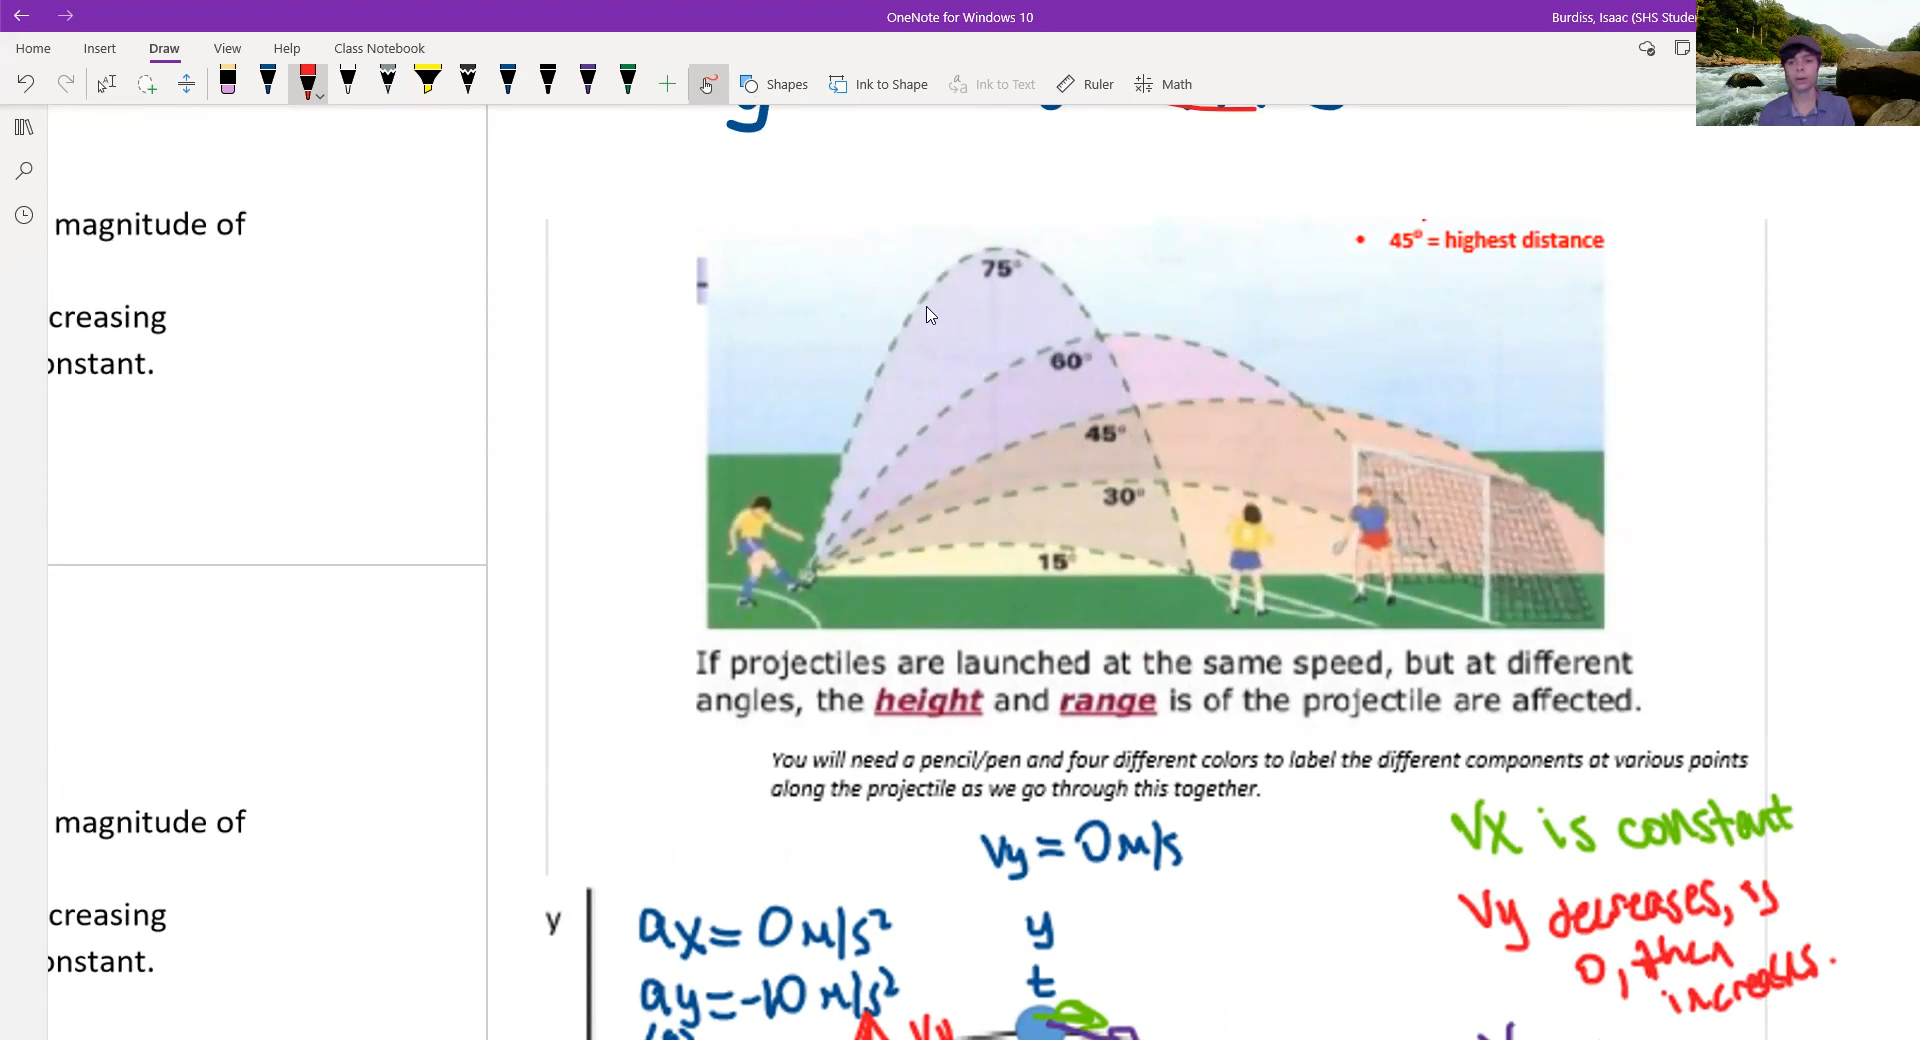 OneNote for Windows 10
Burdiss, Isaac (SHS Stude
Home Insert Draw View Help Class Notebook
Shapes Ink to Shape Ink to Text Ruler Math
magnitude of
creasing
onstant.
• 45° = highest distance
75°
60°
45°
30°
15°
If projectiles are launched at the same speed, but at different
angles, the height and range is of the projectile are affected.
You will need a pencil/pen and four different colors to label the different components at various points
along the projectile as we go through this together.
Vy = 0 m/s
Vx is constant
Vy decreases, is
0, then
increases.
y
ax = 0 m/s²
ay = -10 m/s²
y
t
Vy
magnitude of
creasing
onstant.